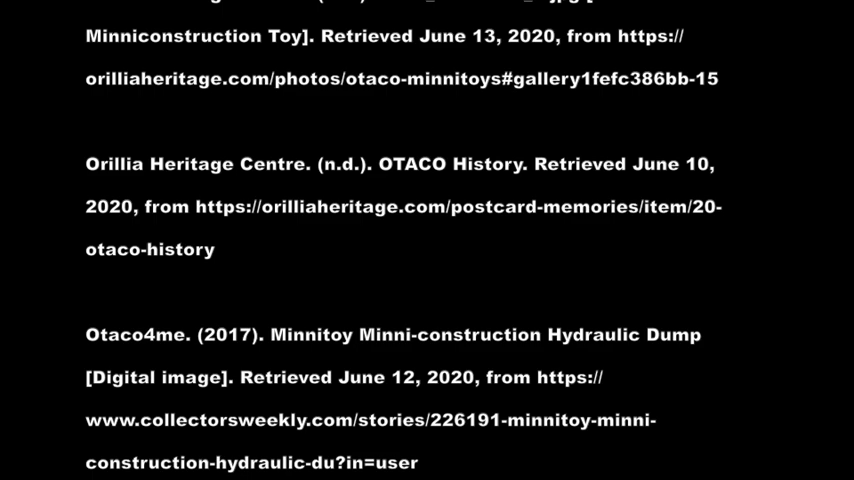 Minniconstruction Toy]. Retrieved June 13, 2020, from https://
orilliaheritage.com/photos/otaco-minnitoys#gallery1fefc386bb-15
Orillia Heritage Centre. (n.d.). OTACO History. Retrieved June 10,
2020, from https://orilliaheritage.com/postcard-memories/item/20-
otaco-history
Otaco4me. (2017). Minnitoy Minni-construction Hydraulic Dump
[Digital image]. Retrieved June 12, 2020, from https://
www.collectorsweekly.com/stories/226191-minnitoy-minni-
construction-hydraulic-du?in=user